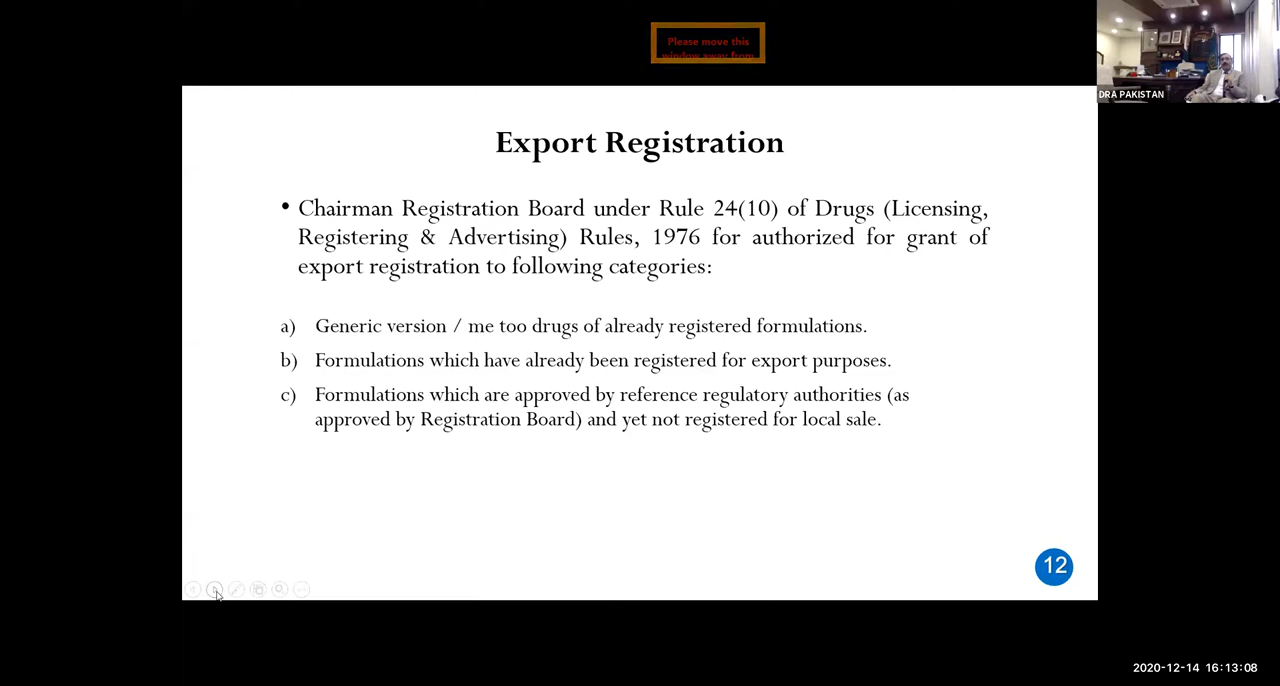 Please move this
window away from
DRA PAKISTAN
Export Registration
• Chairman Registration Board under Rule 24(10) of Drugs (Licensing,
Registering & Advertising) Rules, 1976 for authorized for grant of
export registration to following categories:
a) Generic version / me too drugs of already registered formulations.
b) Formulations which have already been registered for export purposes.
c) Formulations which are approved by reference regulatory authorities (as
approved by Registration Board) and yet not registered for local sale.
12
2020-12-14 16:13:08